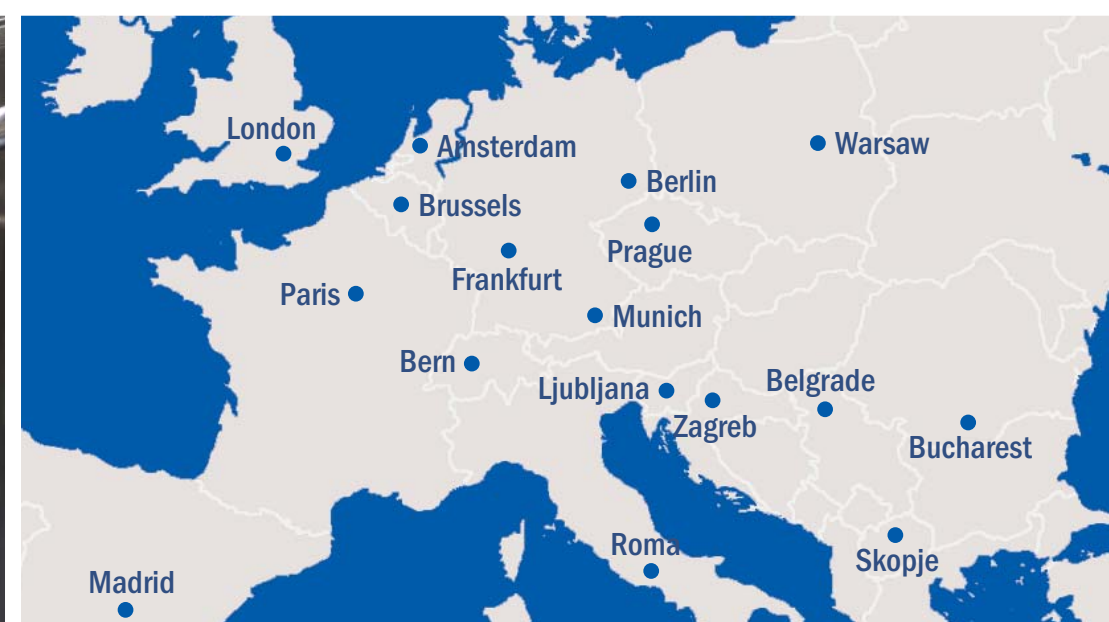 London
Amsterdam
Warsaw
Berlin
Brussels
Prague
Frankfurt
Paris
Munich
Bern
Ljubljana
Belgrade
Zagreb
Bucharest
Roma
Skopje
Madrid